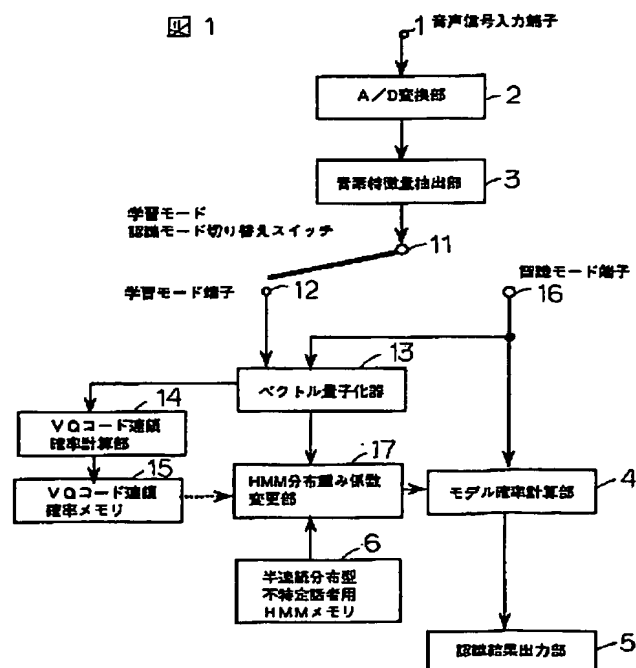 図 1
1 音声信号入力端子
A/D変換部
2
音響特徴量抽出部
3
学習モード
認識モード切り替えスイッチ
11
学習モード端子
12
認識モード端子
16
13
ベクトル量子化器
14
VQコード連鎖
確率計算部
15
VQコード連鎖
確率メモリ
17
HMM分布重み係数
変更部
4
モデル確率計算部
6
半連続分布型
不特定話者用
HMMメモリ
認識結果出力部
5